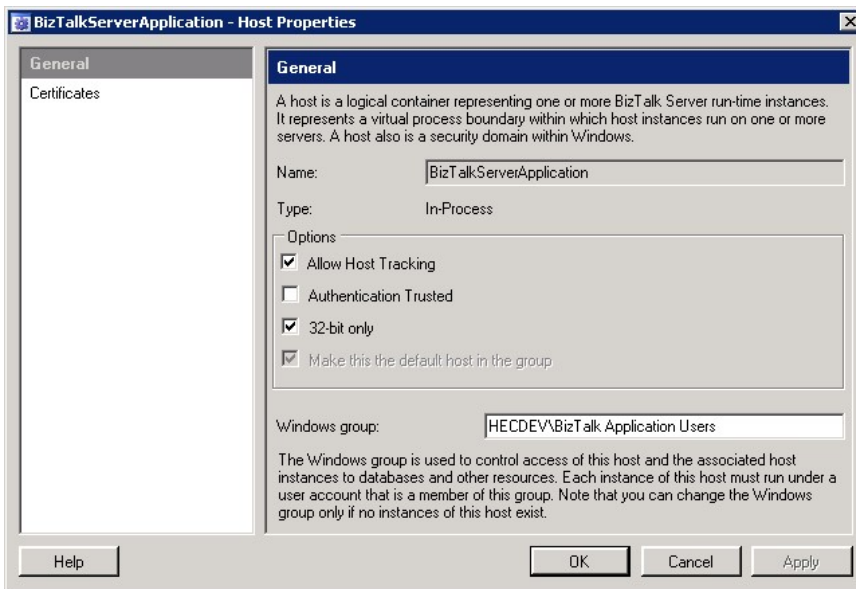 BizTalkServerApplication - Host Properties
General
Certificates
General
A host is a logical container representing one or more BizTalk Server run-time instances.
It represents a virtual process boundary within which host instances run on one or more
servers. A host also is a security domain within Windows.
Name: BizTalkServerApplication
Type: In-Process
Options
Allow Host Tracking
Authentication Trusted
32-bit only
Make this the default host in the group
Windows group: HECDEV\BizTalk Application Users
The Windows group is used to control access of this host and the associated host
instances to databases and other resources. Each instance of this host must run under a
user account that is a member of this group. Note that you can change the Windows
group only if no instances of this host exist.
Help OK Cancel Apply